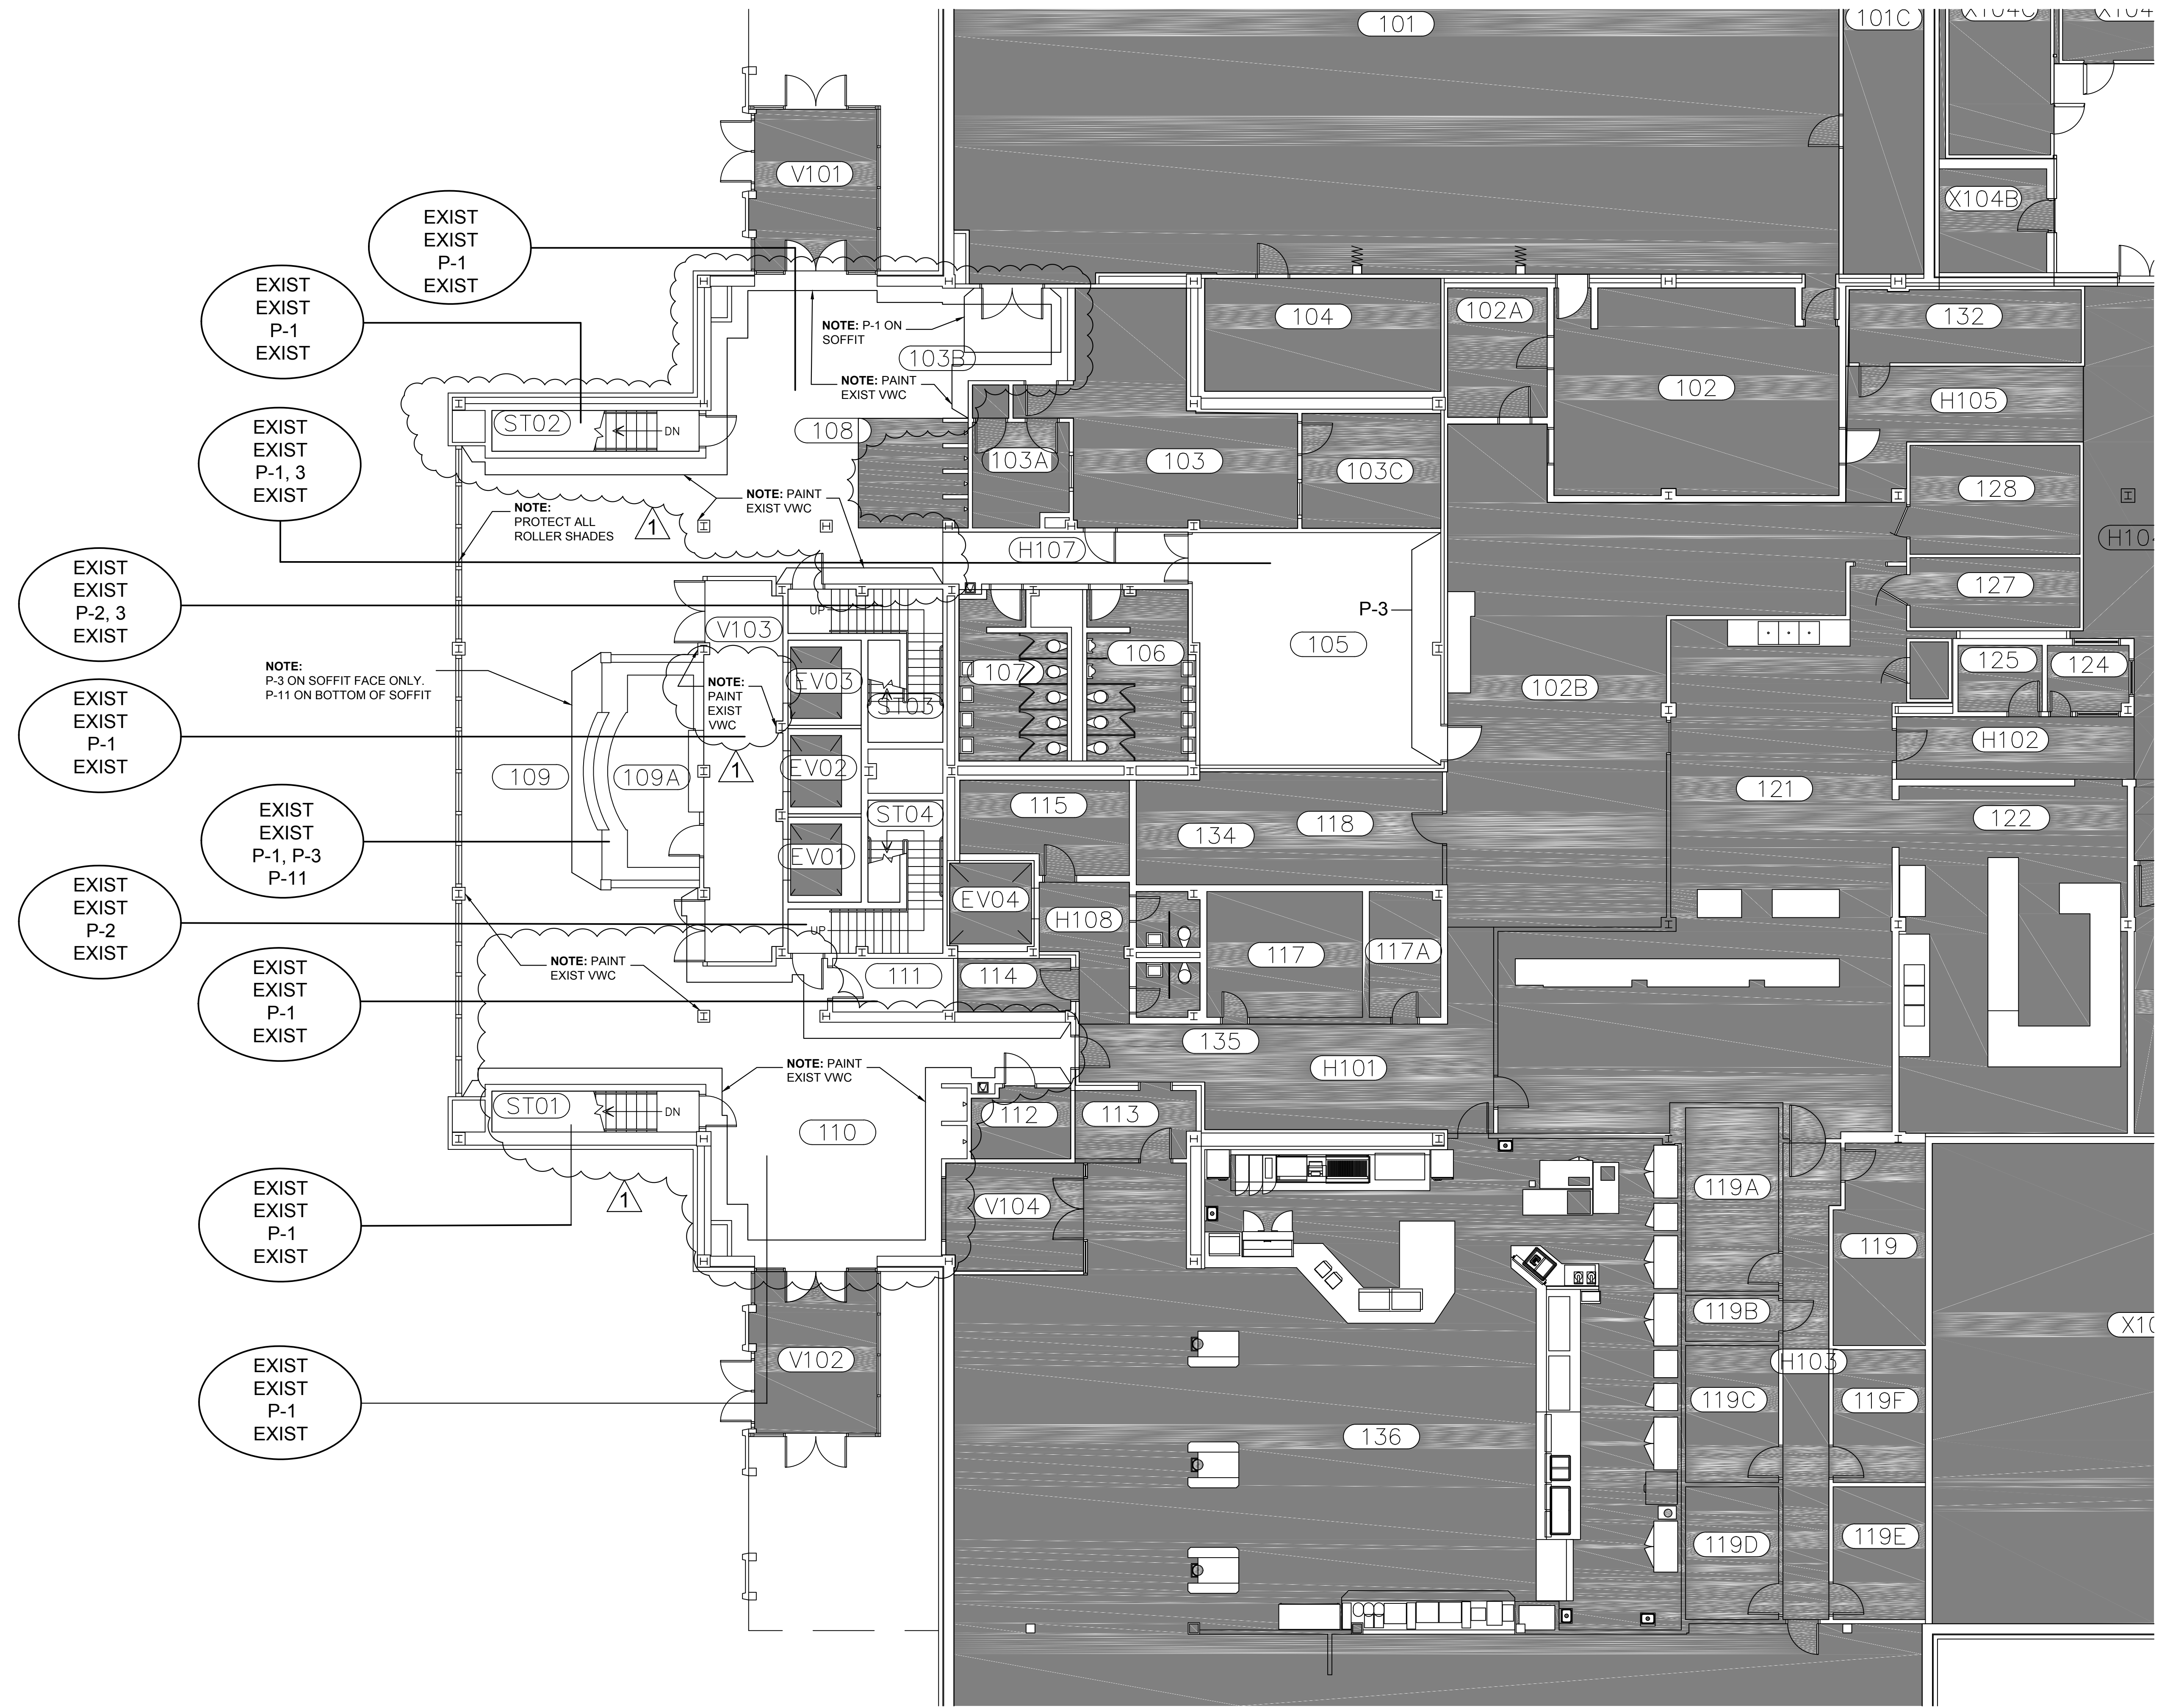 101
101C
V101
X104B
EXIST
EXIST
P-1
EXIST
EXIST
EXIST
P-1
EXIST
NOTE: P-1 ON
SOFFIT
103B
NOTE: PAINT
EXIST VWC
104
102A
132
102
H105
EXIST
EXIST
P-1, 3
EXIST
ST02
DN
108
103A
103
103C
128
NOTE: PAINT
EXIST VWC
NOTE:
PROTECT ALL
ROLLER SHADES
1
H107
127
EXIST
EXIST
P-2, 3
EXIST
UP
V103
P-3
105
106
107
125
124
NOTE:
P-3 ON SOFFIT FACE ONLY.
P-11 ON BOTTOM OF SOFFIT
NOTE:
PAINT
EXIST
VWC
EV03
ST03
102B
H102
EXIST
EXIST
P-1
EXIST
109
109A
1
EV02
121
115
118
134
122
ST04
EXIST
EXIST
P-1, P-3
P-11
EV01
EV04
H108
EXIST
EXIST
P-2
EXIST
UP
117
117A
NOTE: PAINT
EXIST VWC
111
114
EXIST
EXIST
P-1
EXIST
135
H101
NOTE: PAINT
EXIST VWC
ST01
DN
110
112
113
EXIST
EXIST
P-1
EXIST
1
V104
119A
119
119B
V102
H103
EXIST
EXIST
P-1
EXIST
119C
119F
136
119D
119E